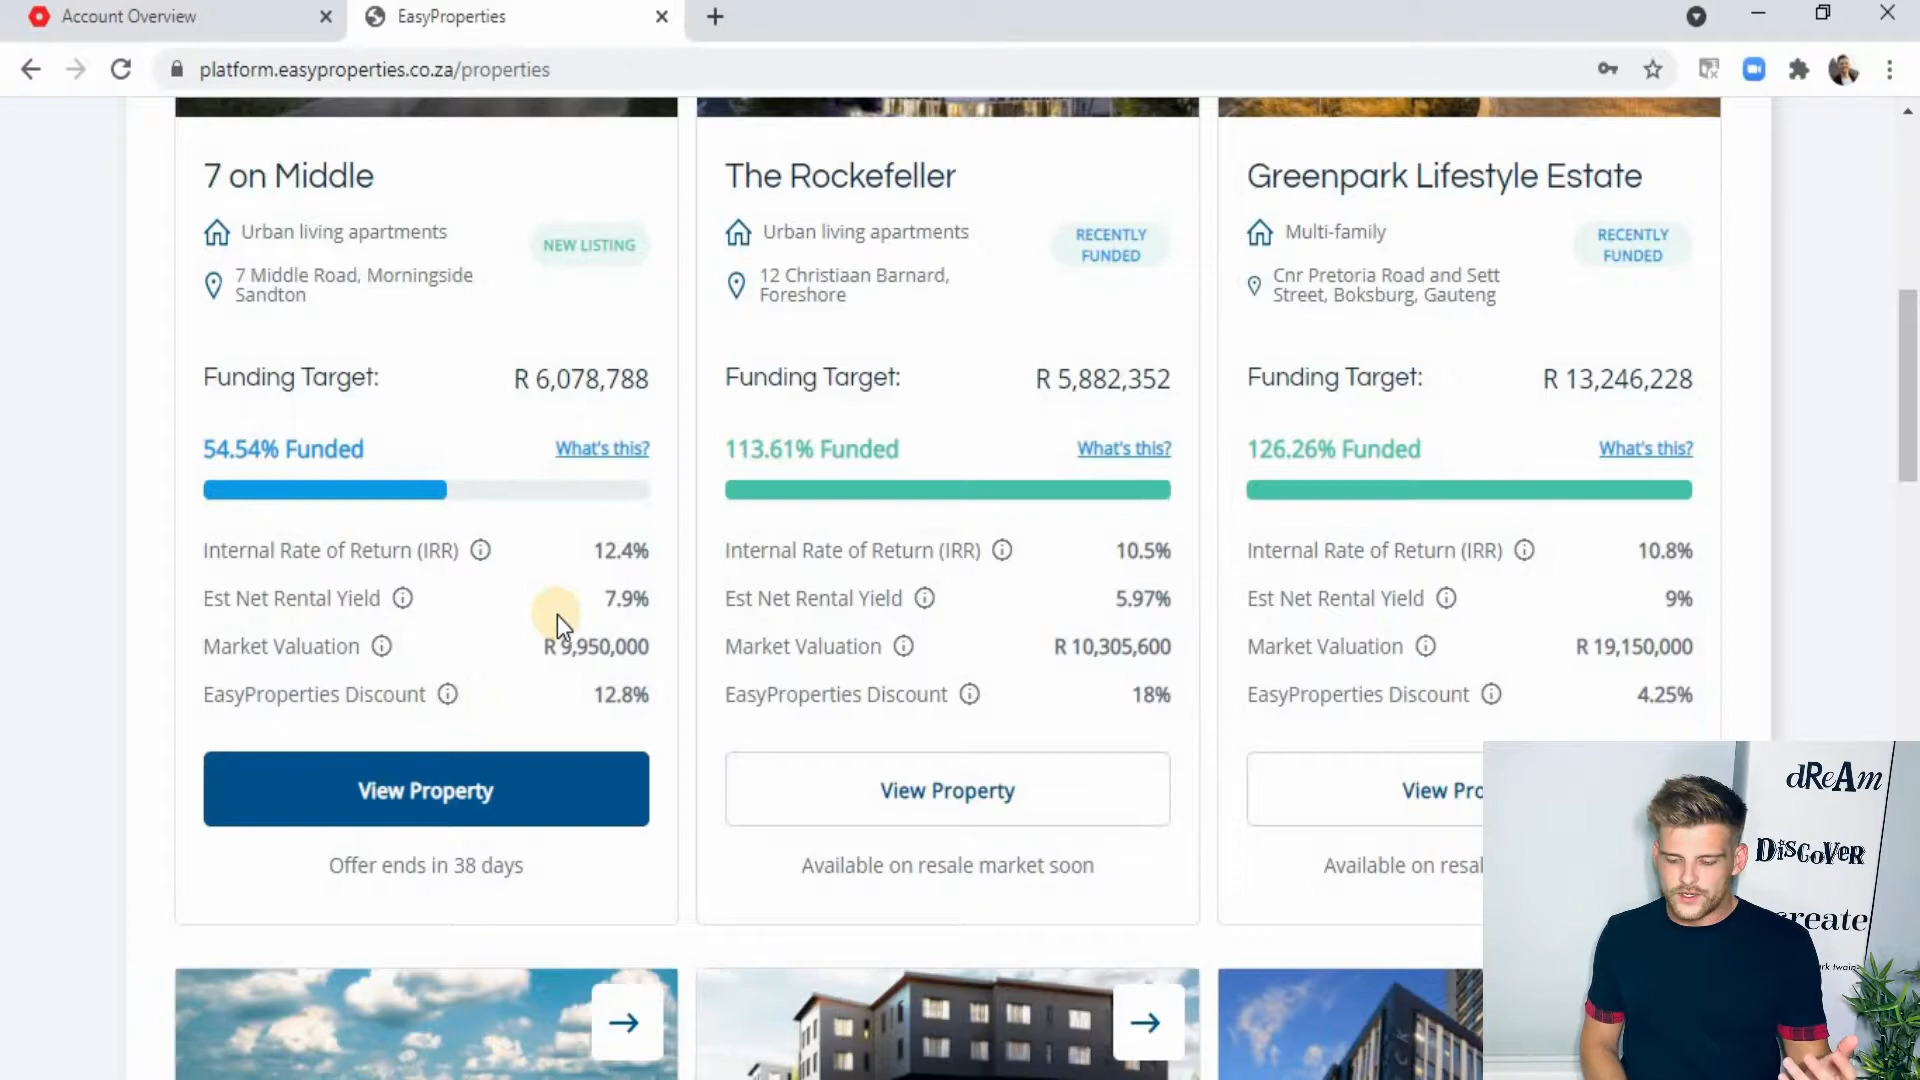 Account Overview
EasyProperties
platform.easyproperties.co.za/properties
7 on Middle
Urban living apartments
NEW LISTING
7 Middle Road, Morningside
Sandton
Funding Target:
R 6,078,788
54.54% Funded
What's this?
Internal Rate of Return (IRR)
12.4%
Est Net Rental Yield
7.9%
Market Valuation
R 9,950,000
EasyProperties Discount
12.8%
View Property
Offer ends in 38 days
The Rockefeller
Urban living apartments
RECENTLY
FUNDED
12 Christiaan Barnard,
Foreshore
Funding Target:
R 5,882,352
113.61% Funded
What's this?
Internal Rate of Return (IRR)
10.5%
Est Net Rental Yield
5.97%
Market Valuation
R 10,305,600
EasyProperties Discount
18%
View Property
Available on resale market soon
Greenpark Lifestyle Estate
Multi-family
RECENTLY
FUNDED
Cnr Pretoria Road and Sett
Street, Boksburg, Gauteng
Funding Target:
R 13,246,228
126.26% Funded
What's this?
Internal Rate of Return (IRR)
10.8%
Est Net Rental Yield
9%
Market Valuation
R 19,150,000
EasyProperties Discount
4.25%
View Pro
Available on resal
dReAm
DiscoVeR
create
rk twain